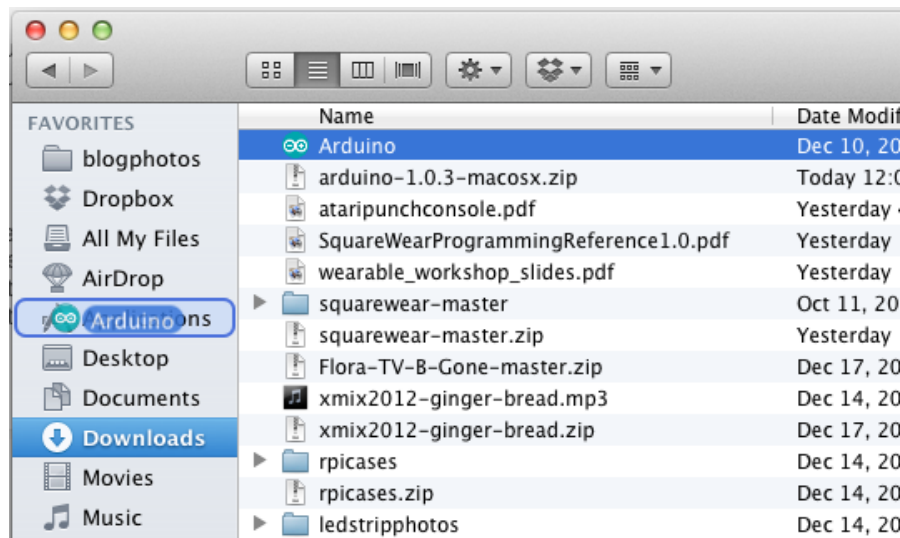 FAVORITES
blogphotos
Dropbox
All My Files
AirDrop
Arduino
Desktop
Documents
Downloads
Movies
Music
Name Date Modif
Arduino Dec 10, 20
arduino-1.0.3-macosx.zip Today 12:0
ataripunchconsole.pdf Yesterday
SquareWearProgrammingReference1.0.pdf Yesterday
wearable_workshop_slides.pdf Yesterday
squarewear-master Oct 11, 20
squarewear-master.zip Yesterday
Flora-TV-B-Gone-master.zip Dec 17, 20
xmix2012-ginger-bread.mp3 Dec 14, 20
xmix2012-ginger-bread.zip Dec 17, 20
rpicases Dec 14, 20
rpicases.zip Dec 14, 20
ledstripphotos Dec 14, 20